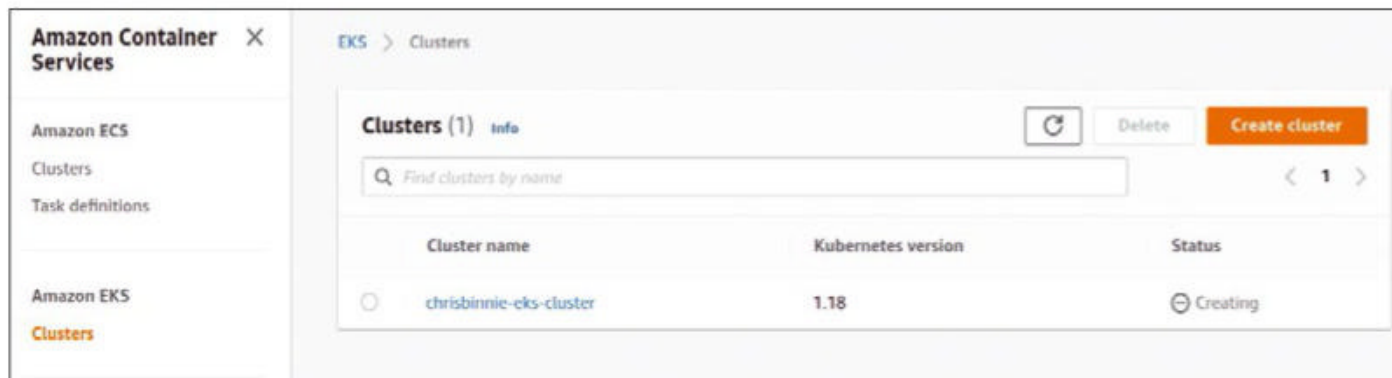 Amazon Container
Services
Amazon ECS
Clusters
Task definitions
Amazon EKS
Clusters
EKS > Clusters
Clusters (1) Info
Delete
Create cluster
Find clusters by name
< 1 >
Cluster name Kubernetes version Status
chrisbinnie-eks-cluster 1.18 Creating